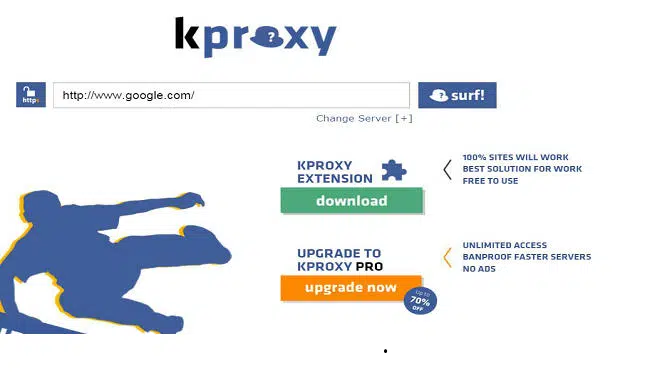 kproxy
?
https
http://www.google.com/
surf!
Change Server [+]
KPROXY
EXTENSION
download
100% SITES WILL WORK
BEST SOLUTION FOR WORK
FREE TO USE
UPGRADE TO
KPROXY PRO
upgrade now
Up to
70%
OFF
UNLIMITED ACCESS
BANPROOF FASTER SERVERS
NO ADS